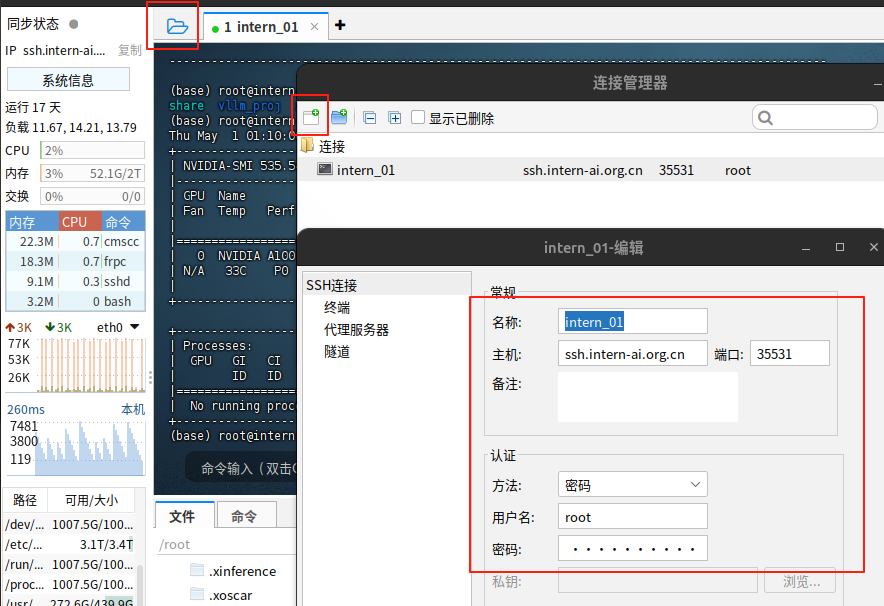 同步状态
IP ssh.intern-ai.... 复制
系统信息
运行 17 天
负载 11.67, 14.21, 13.79
CPU 2%
内存 3% 52.1G/2T
交换 0% 0/0
内存 CPU 命令
22.3M 0.7 cmscc
18.3M 0.7 frpc
9.1M 0.3 sshd
3.2M 0 bash
3K 3K eth0
77K
53K
26K
260ms 本机
7481
3800
119
路径 可用/大小
/dev/... 1007.5G/100...
/etc/... 3.1T/3.4T
/run/... 1007.5G/100...
/proc... 1007.5G/100...
/usr/... 272.6G/439.9G
1 intern_01
(base) root@intern
share vllm_proj
(base) root@intern
Thu May 1 01:10:0
NVIDIA-SMI 535.5
GPU Name
Fan Temp Perf
0 NVIDIA A100
N/A 33C P0
Processes:
GPU GI CI
ID ID
No running proc
(base) root@intern
命令输入（双击C
文件 命令
/root
.xinference
.xoscar
连接管理器
显示已删除
连接
intern_01 ssh.intern-ai.org.cn 35531 root
intern_01-编辑
SSH连接
终端
代理服务器
隧道
常规
名称: intern_01
主机: ssh.intern-ai.org.cn 端口: 35531
备注:
认证
方法: 密码
用户名: root
密码:
私钥: 浏览...